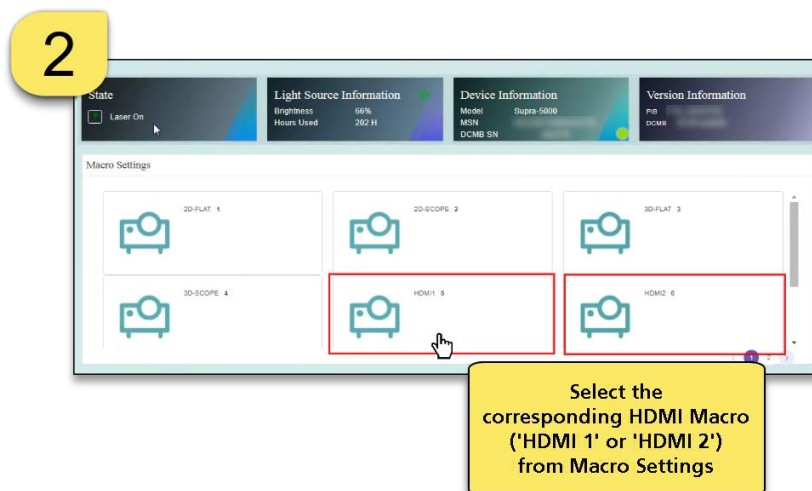 2
State
Laser On
Light Source Information
Brightness 66%
Hours Used 202 H
Device Information
Model Supra-5000
MSN
DCMB SN
Version Information
PIB
DCMB
Macro Settings
2D-FLAT 1
2D-SCOPE 2
3D-FLAT 3
3D-SCOPE 4
HDMI1 5
HDMI2 6
1 2
Select the
corresponding HDMI Macro
('HDMI 1' or 'HDMI 2')
from Macro Settings